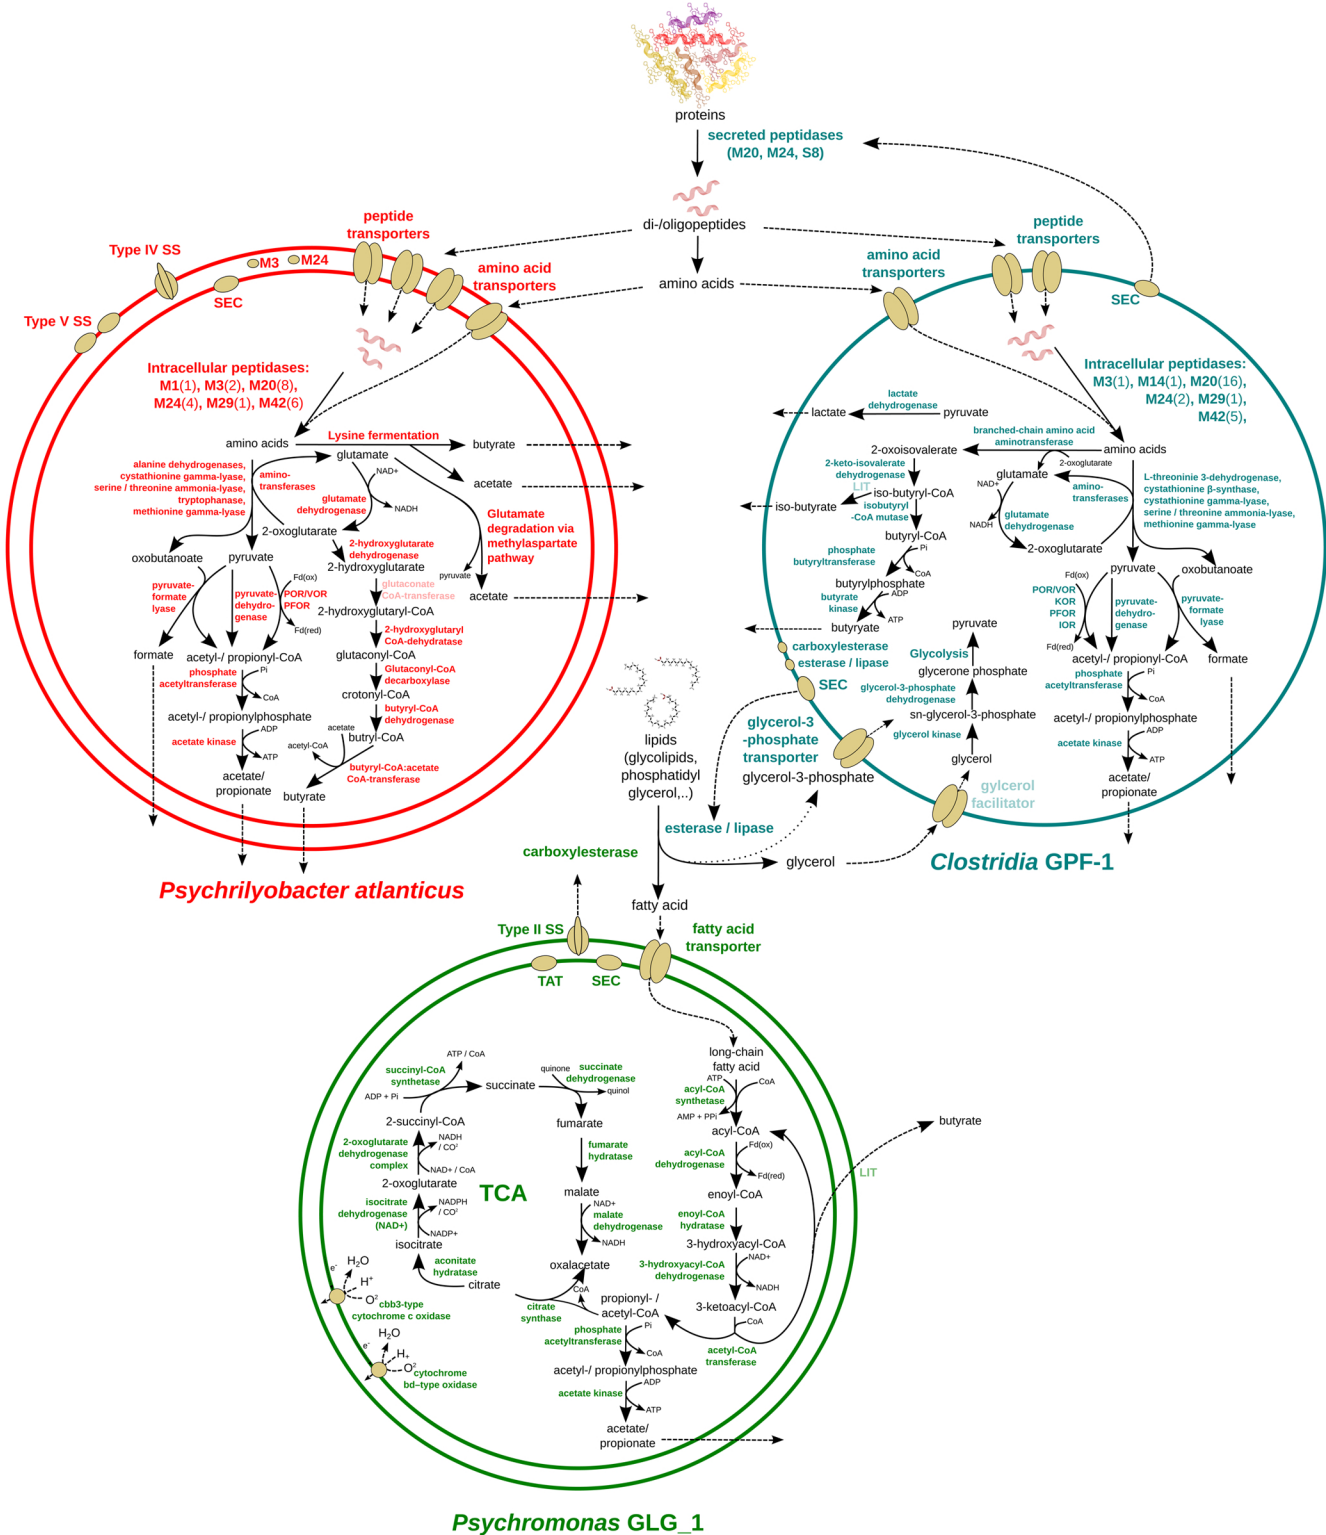 proteins
secreted peptidases
(M20, M24, S8)
di-/oligopeptides
amino acids
peptide
transporters
Type IV SS
M3
M24
amino acid
transporters
SEC
Type V SS
Intracellular peptidases:
M1(1), M3(2), M20(8),
M24(4), M29(1), M42(6)
amino acids
Lysine fermentation
butyrate
glutamate
acetate
alanine dehydrogenases,
cystathionine gamma-lyase,
serine / threonine ammonia-lyase,
tryptophanase,
methionine gamma-lyase
amino-
transferases
NAD+
glutamate
dehydrogenase
NADH
Glutamate
degradation via
methylaspartate
pathway
2-oxoglutarate
2-hydroxyglutarate
dehydrogenase
2-hydroxyglutarate
oxobutanoate
pyruvate
pyruvate
acetate
pyruvate-
formate
lyase
pyruvate-
dehydro-
genase
Fd(ox)
POR/VOR
PFOR
Fd(red)
glutaconate
CoA-transferase
2-hydroxyglutaryl-CoA
2-hydroxyglutaryl
CoA-dehydratase
glutaconyl-CoA
Glutaconyl-CoA
decarboxylase
crotonyl-CoA
butyryl-CoA
dehydrogenase
butyryl-CoA
formate
acetyl-/ propionyl-CoA
phosphate
acetyltransferase
Pi
CoA
acetyl-/ propionylphosphate
acetate kinase
ADP
ATP
acetate/
propionate
acetate
acetyl-CoA
butyryl-CoA:acetate
CoA-transferase
butyrate
Psychrilyobacter atlanticus
amino acid
transporters
peptide
transporters
SEC
Intracellular peptidases:
M3(1), M14(1), M20(16),
M24(2), M29(1),
M42(5),
lactate
lactate
dehydrogenase
pyruvate
branched-chain amino acid
aminotransferase
2-oxoisovalerate
amino acids
2-oxoglutarate
glutamate
2-keto-isovalerate
dehydrogenase
LIT
iso-butyryl-CoA
iso-butyrate
isobutyryl
-CoA mutase
NAD+
NADH
glutamate
dehydrogenase
amino-
transferases
L-threoninie 3-dehydrogenase,
cystathionine β-synthase,
cystathionine gamma-lyase,
serine / threonine ammonia-lyase,
methionine gamma-lyase
butyryl-CoA
Pi
phosphate
butyryltransferase
CoA
2-oxoglutarate
butyrylphosphate
ADP
butyrate
kinase
ATP
butyryate
pyruvate
oxobutanoate
Fd(ox)
POR/VOR
KOR
PFOR
IOR
Fd(red)
pyruvate-
dehydro-
genase
pyruvate-
formate
lyase
carboxylesterase
esterase / lipase
SEC
pyruvate
Glycolysis
glycerone phosphate
glycerol-3-phosphate
dehydrogenase
sn-glycerol-3-phosphate
glycerol kinase
glycerol
acetyl-/ propionyl-CoA
formate
phosphate
acetyltransferase
Pi
CoA
acetyl-/ propionylphosphate
acetate kinase
ADP
ATP
acetate/
propionate
glycerol-3
-phosphate
transporter
glycerol-3-phosphate
gylcerol
facilitator
Clostridia GPF-1
lipids
(glycolipids,
phosphatidyl
glycerol,..)
esterase / lipase
glycerol
carboxylesterase
fatty acid
Type II SS
fatty acid
transporter
TAT
SEC
long-chain
fatty acid
ATP
CoA
acyl-CoA
synthetase
AMP + PPi
acyl-CoA
Fd(ox)
acyl-CoA
dehydrogenase
Fd(red)
enoyl-CoA
enoyl-CoA
hydratase
3-hydroxyacyl-CoA
NAD+
3-hydroxyacyl-CoA
dehydrogenase
NADH
3-ketoacyl-CoA
CoA
acetyl-CoA
transferase
butyrate
LIT
ATP / CoA
succinyl-CoA
synthetase
ADP + Pi
succinate
quinone
succinate
dehydrogenase
quinol
2-succinyl-CoA
fumarate
2-oxoglutarate
dehydrogenase
complex
NADH
/ CO²
NAD+ / CoA
fumarate
hydratase
2-oxoglutarate
TCA
malate
isocitrate
dehydrogenase
(NAD+)
NADPH
/ CO²
NADP+
NAD+
malate
dehydrogenase
NADH
isocitrate
aconitate
hydratase
citrate
oxalacetate
CoA
citrate
synthase
propionyl- /
acetyl-CoA
phosphate
acetyltransferase
Pi
CoA
acetyl-/ propionylphosphate
acetate kinase
ADP
ATP
acetate/
propionate
e-
H2O
H+
O2
cbb3-type
cytochrome c oxidase
e-
H2O
H+
O2
cytochrome
bd–type oxidase
Psychromonas GLG_1